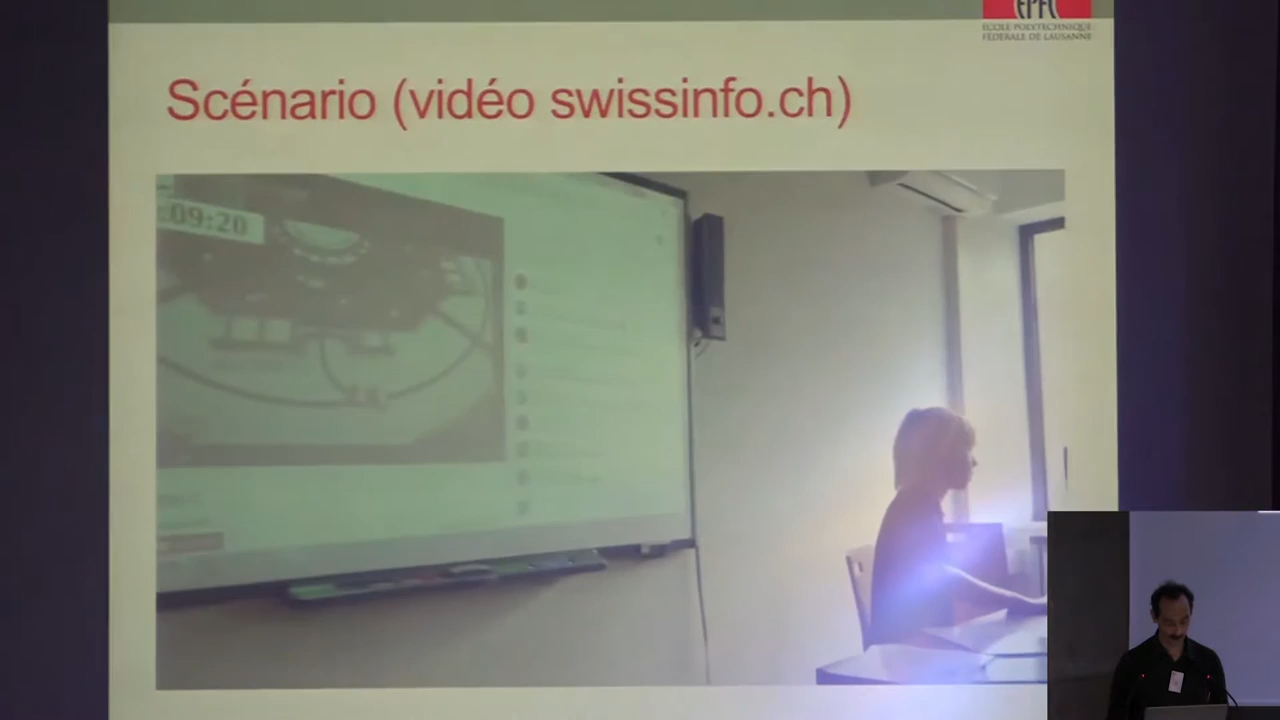 EPFL
ECOLE POLYTECHNIQUE
FEDERALE DE LAUSANNE
Scénario (vidéo swissinfo.ch)
:09:20